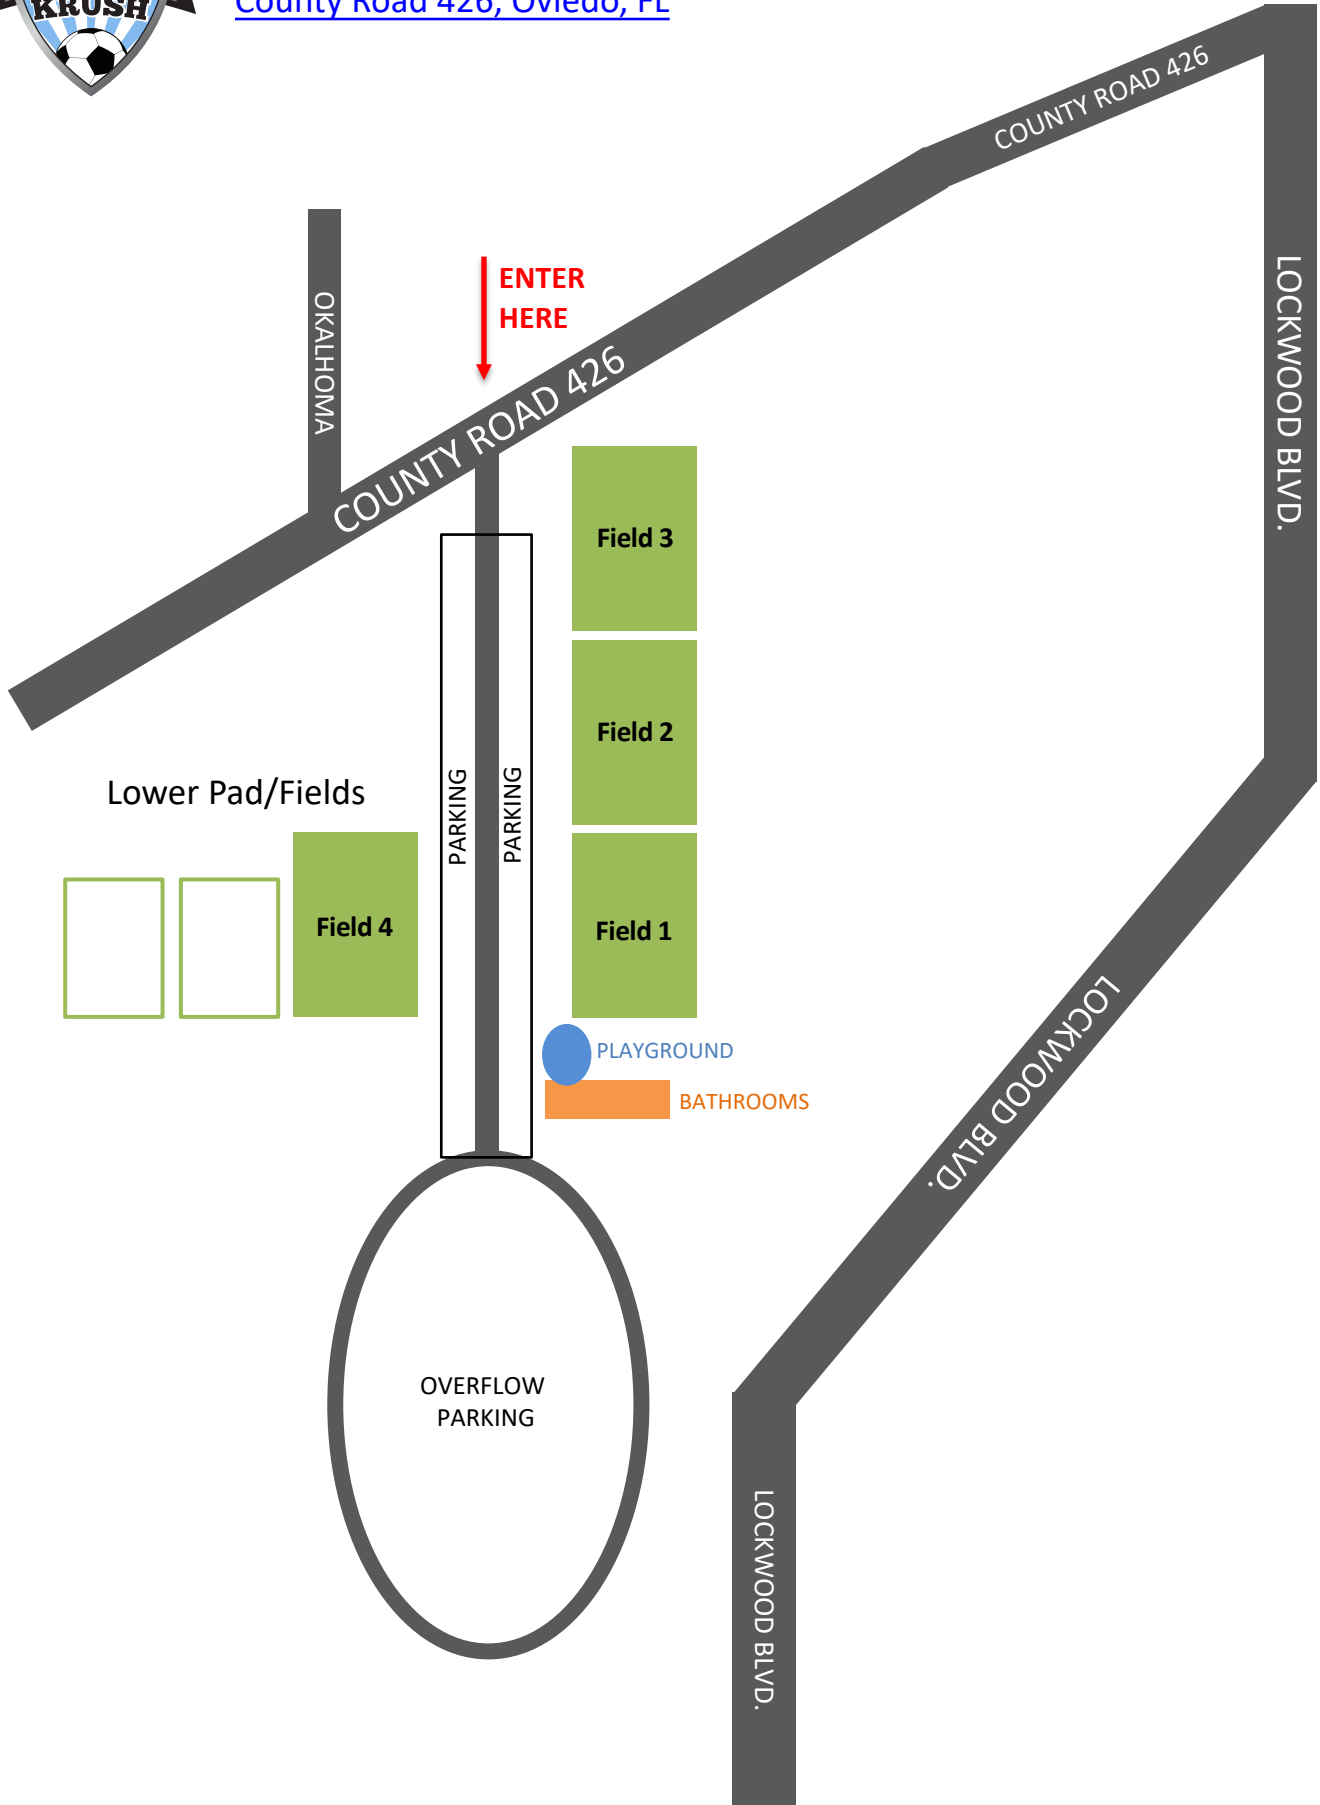 KRUSH
County Road 426, Oviedo, FL
COUNTY ROAD 426
ENTER
HERE
OKALHOMA
LOCKWOOD BLVD.
COUNTY ROAD 426
Field 3
Field 2
PARKING
PARKING
Lower Pad/Fields
Field 4
Field 1
PLAYGROUND
BATHROOMS
LOCKWOOD BLVD.
OVERFLOW
PARKING
LOCKWOOD BLVD.